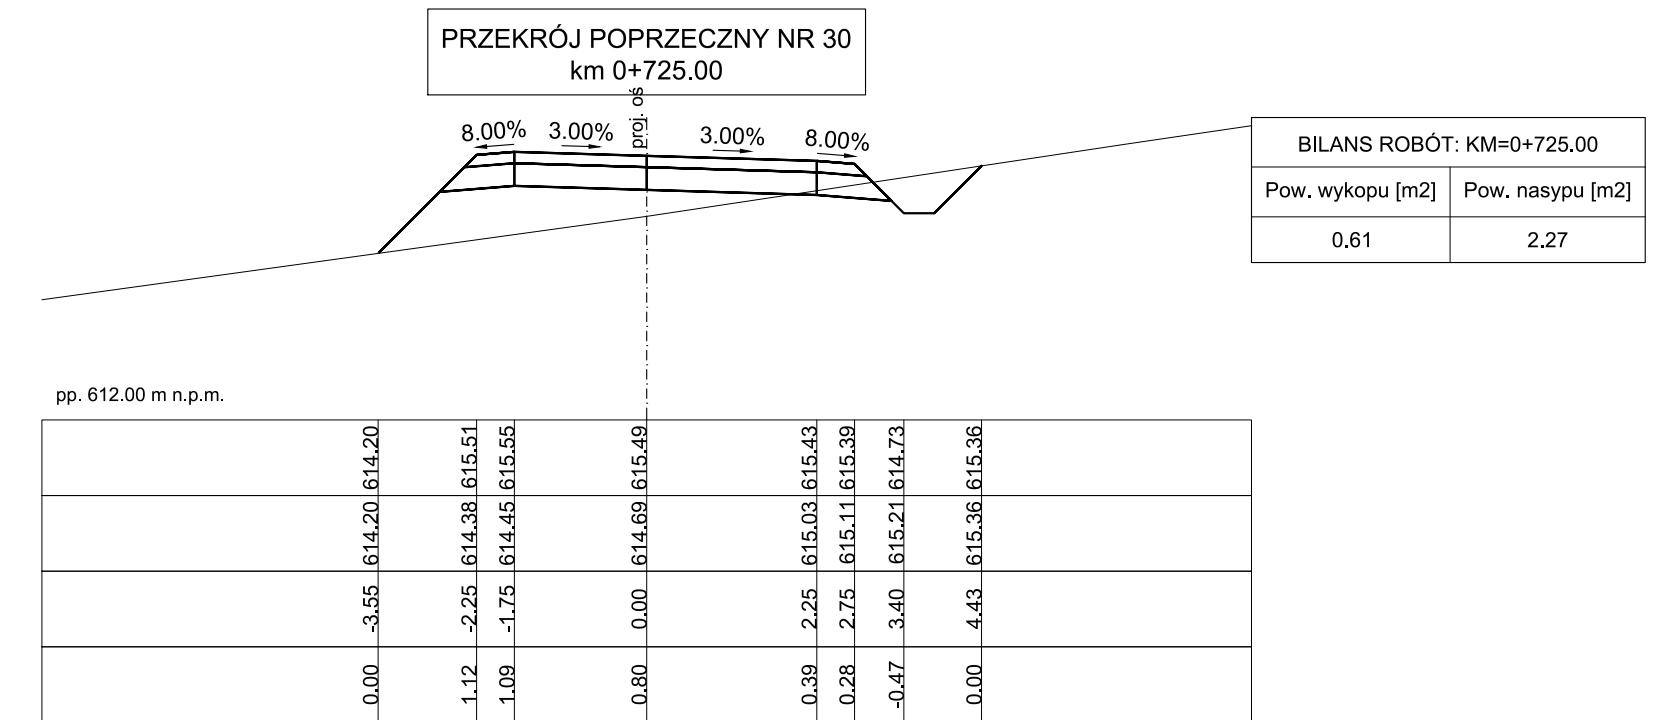 PRZEKRÓJ POPRZECZNY NR 30
km 0+725.00
proj. oś
8.00% 3.00% 3.00% 8.00%
BILANS ROBÓT: KM=0+725.00
Pow. wykopu [m2] Pow. nasypu [m2]
0.61 2.27
pp. 612.00 m n.p.m.
614.20 615.51 615.55 615.49 615.43 615.39 614.73 615.36
614.20 614.38 614.45 614.69 615.03 615.11 615.21 615.36
-3.55 -2.25 -1.75 0.00 2.25 2.75 3.40 4.43
0.00 1.12 1.09 0.80 0.39 0.28 -0.47 0.00